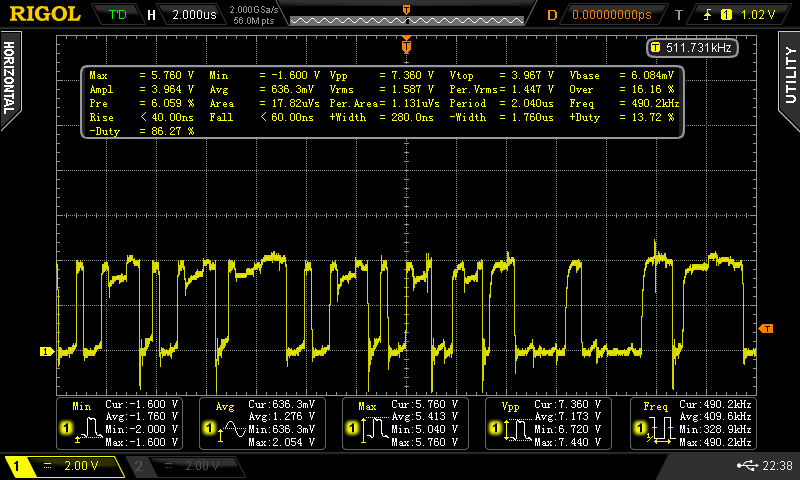 RIGOL T'D H 2.000us 2.000GSa/s D 0.00000000ps T 1 1.02 V
56.0M pts
T
T 511.731kHz
HORIZONTAL
UTILITY
Max = 5.760 V Min = -1.600 V Vpp = 7.360 V Vtop = 3.967 V Vbase = 6.084mV
Ampl = 3.964 V Avg = 636.3mV Vrms = 1.587 V Per.Vrms= 1.447 V Over = 16.16 %
Pre = 6.059 % Area = 17.82uVs Per.Area= 1.131uVs Period = 2.040us Freq = 490.2kHz
Rise < 40.00ns Fall < 60.00ns +Width = 280.0ns -Width = 1.760us +Duty = 13.72 %
-Duty = 86.27 %
T
1
Min Cur:-1.600 V Avg Cur:636.3mV Max Cur:5.760 V Vpp Cur:7.360 V Freq Cur:490.2kHz
Avg:-1.760 V Avg:1.276 V Avg:5.413 V Avg:7.173 V Avg:409.6kHz
1 Min:-2.000 V 1 Min:636.3mV 1 Min:5.040 V 1 Min:6.720 V 1 Min:328.9kHz
Max:-1.600 V Max:2.054 V Max:5.760 V Max:7.440 V Max:490.2kHz
1 = 2.00 V 2 = 2.00 V 22:38